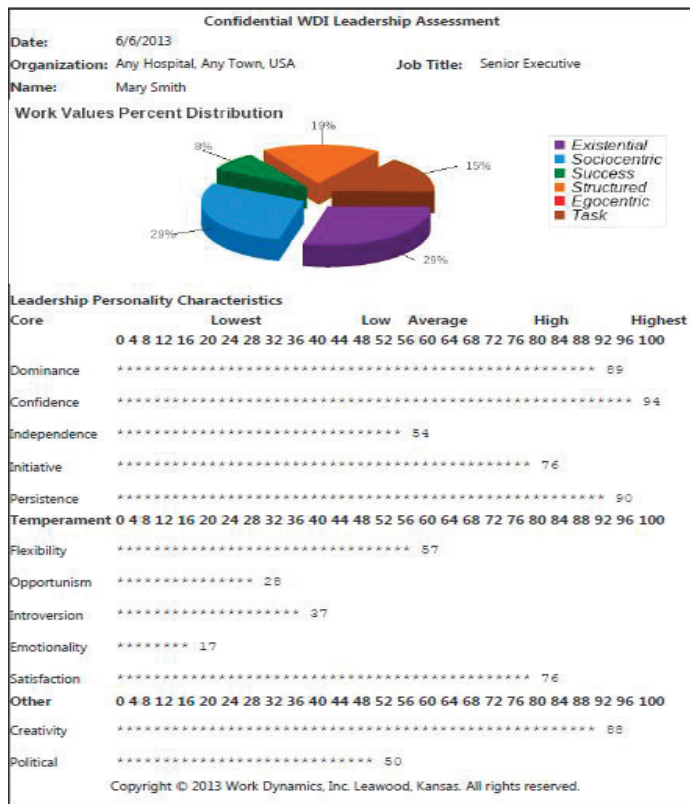 Confidential WDI Leadership Assessment
Date: 6/6/2013
Organization: Any Hospital, Any Town, USA Job Title: Senior Executive
Name: Mary Smith
Work Values Percent Distribution
19%
8%
15%
29%
29%
Existential
Sociocentric
Success
Structured
Egocentric
Task
Leadership Personality Characteristics
Core Lowest Low Average High Highest
0 4 8 12 16 20 24 28 32 36 40 44 48 52 56 60 64 68 72 76 80 84 88 92 96 100
Dominance 89
Confidence 94
Independence 54
Initiative 76
Persistence 90
Temperament 0 4 8 12 16 20 24 28 32 36 40 44 48 52 56 60 64 68 72 76 80 84 88 92 96 100
Flexibility 57
Opportunism 28
Introversion 37
Emotionality 17
Satisfaction 76
Other 0 4 8 12 16 20 24 28 32 36 40 44 48 52 56 60 64 68 72 76 80 84 88 92 96 100
Creativity 88
Political 50
Copyright © 2013 Work Dynamics, Inc. Leawood, Kansas. All rights reserved.